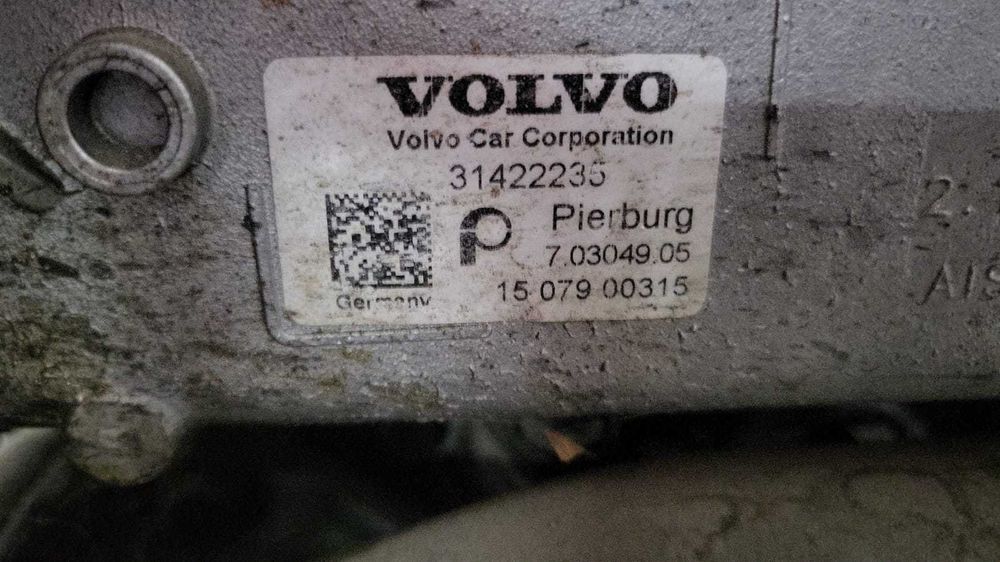 VOLVO
Volvo Car Corporation
31422235
Pierburg
7.03049.05
15 079 00315
Germany